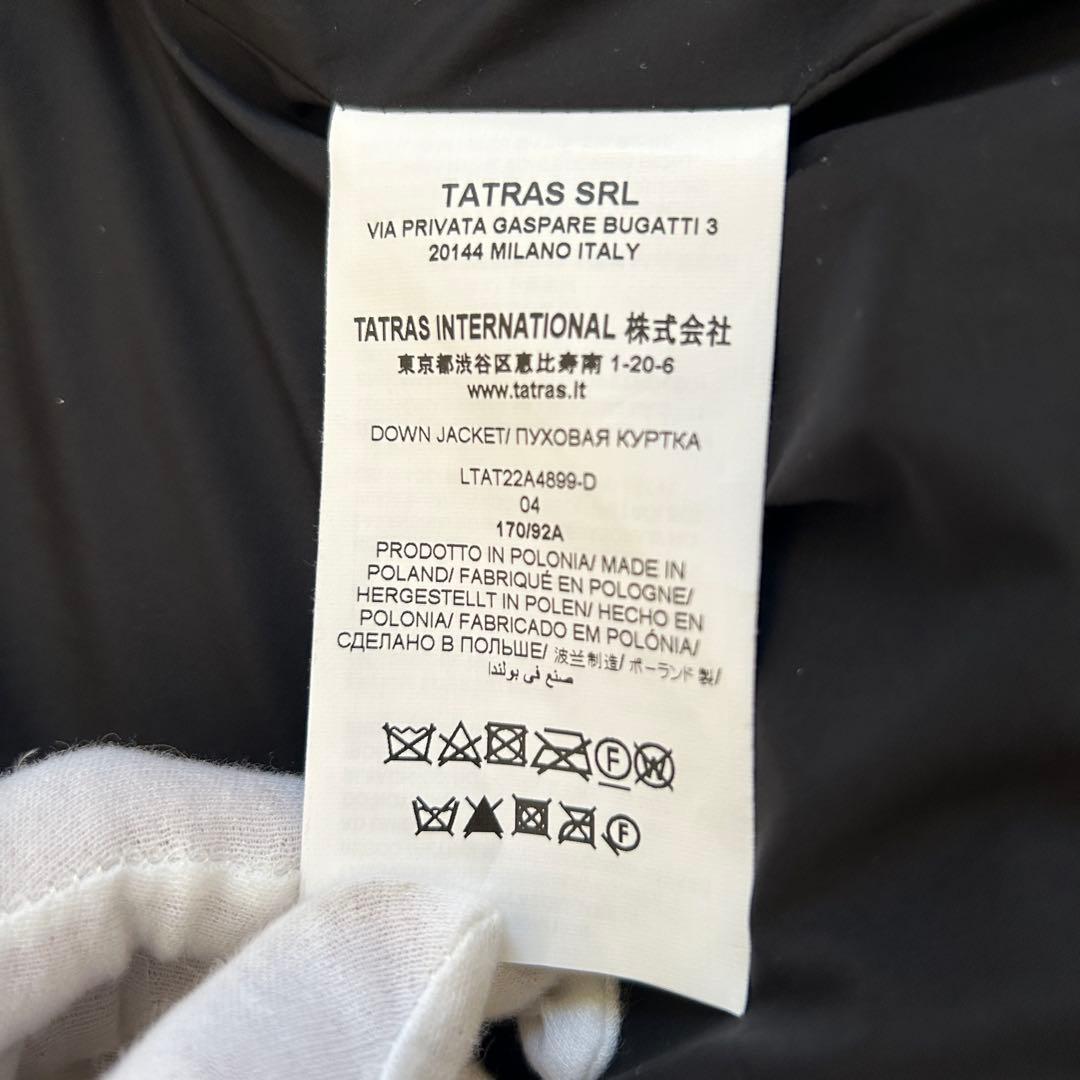 TATRAS SRL
VIA PRIVATA GASPARE BUGATTI 3
20144 MILANO ITALY
TATRAS INTERNATIONAL 株式会社
東京都渋谷区恵比寿南 1-20-6
www.tatras.it
DOWN JACKET/ ПУХОВАЯ КУРТКА
LTAT22A4899-D
04
170/92A
PRODOTTO IN POLONIA/ MADE IN
POLAND/ FABRIQUÉ EN POLOGNE/
HERGESTELLT IN POLEN/ HECHO EN
POLONIA/ FABRICADO EM POLÓNIA/
СДЕЛАНО В ПОЛЬШЕ/ 波兰制造/ ポーランド製/
صنع في بولندا
F W
F